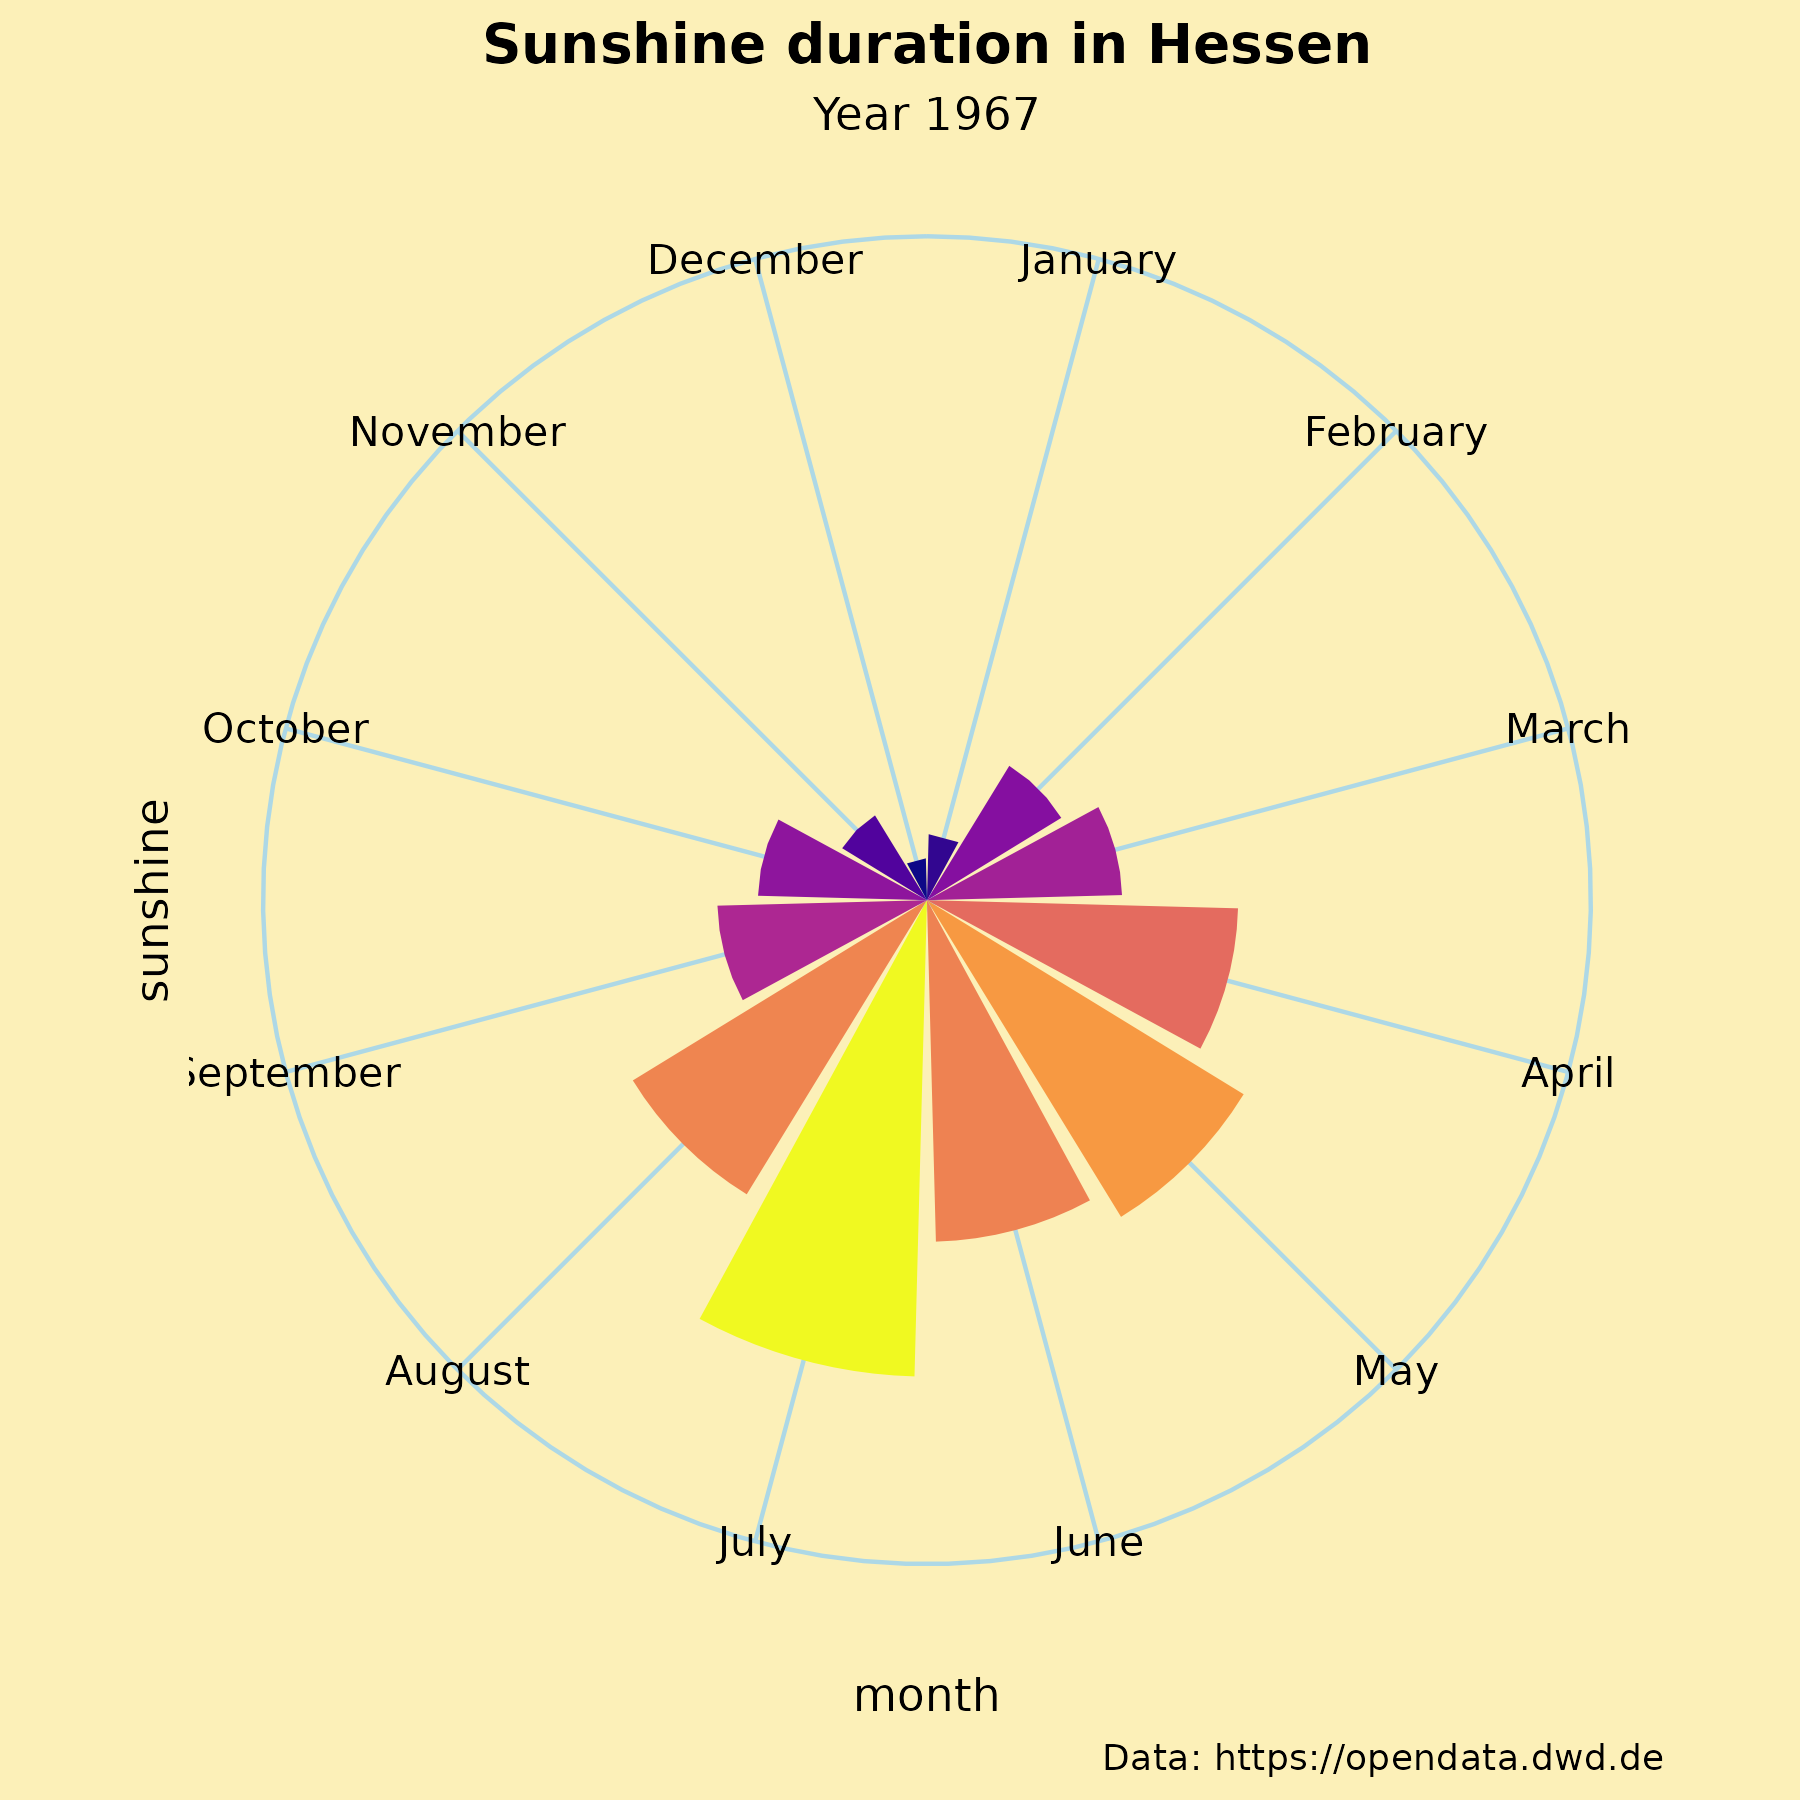 Sunshine duration in Hessen
Year 1967
December
January
November
February
October
March
sunshine
September
April
August
May
July
June
month
Data: https://opendata.dwd.de